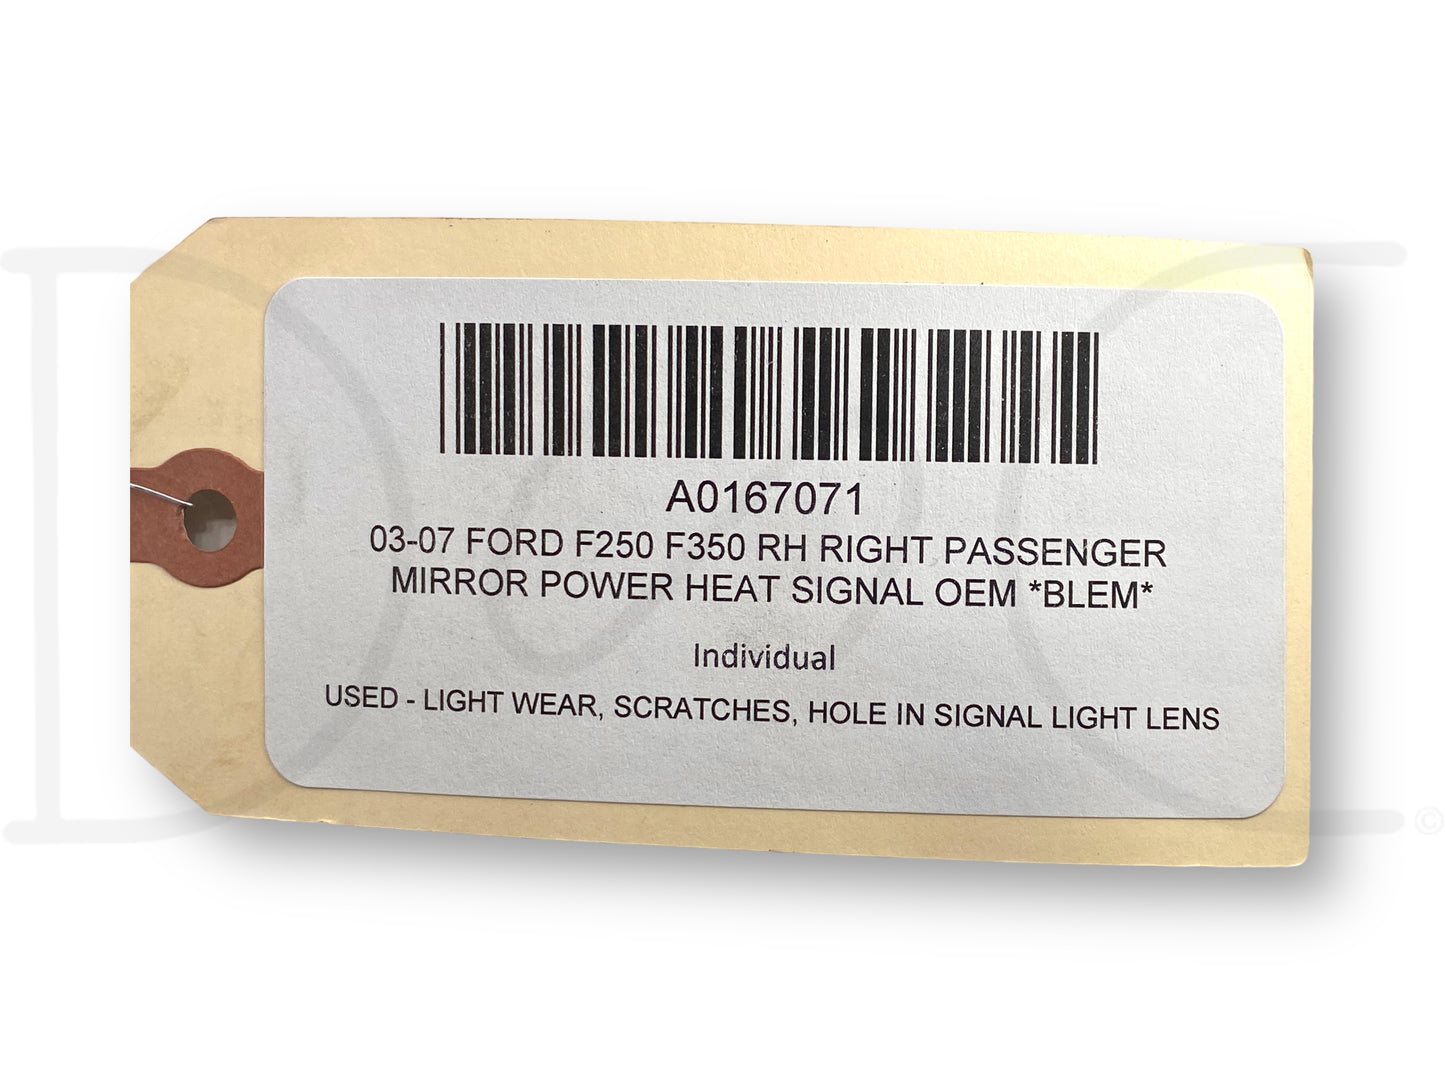 A0167071
03-07 FORD F250 F350 RH RIGHT PASSENGER
MIRROR POWER HEAT SIGNAL OEM *BLEM*
Individual
USED - LIGHT WEAR, SCRATCHES, HOLE IN SIGNAL LIGHT LENS